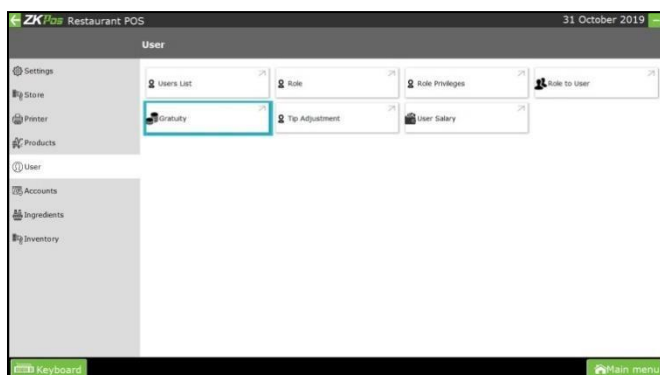 ZKPos Restaurant POS 31 October 2019
User
Settings
Store
Printer
Products
User
Accounts
Ingredients
Inventory
Users List Role Role Privileges Role to User
Gratuity Tip Adjustment User Salary
Keyboard Main menu